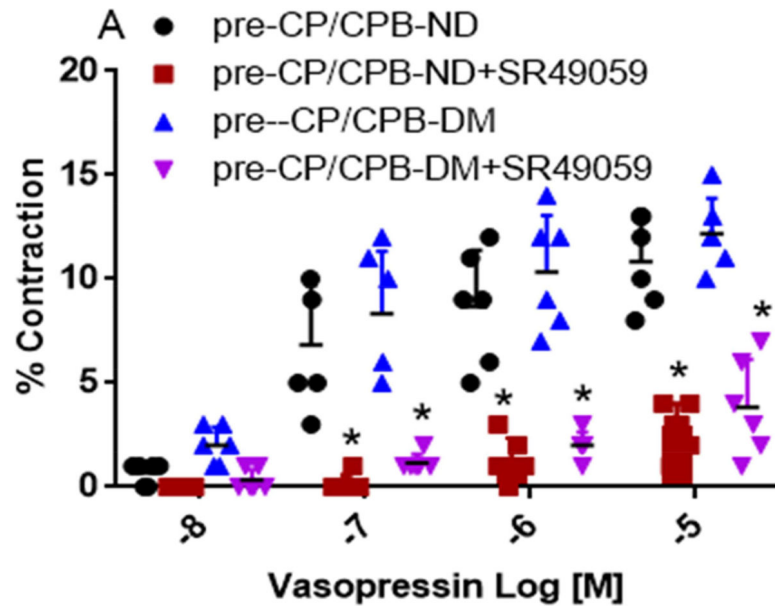 A
pre-CP/CPB-ND
pre-CP/CPB-ND+SR49059
pre--CP/CPB-DM
pre-CP/CPB-DM+SR49059
% Contraction
20
15
10
5
0
*
*
*
*
*
*
-8
-7
-6
-5
Vasopressin Log [M]